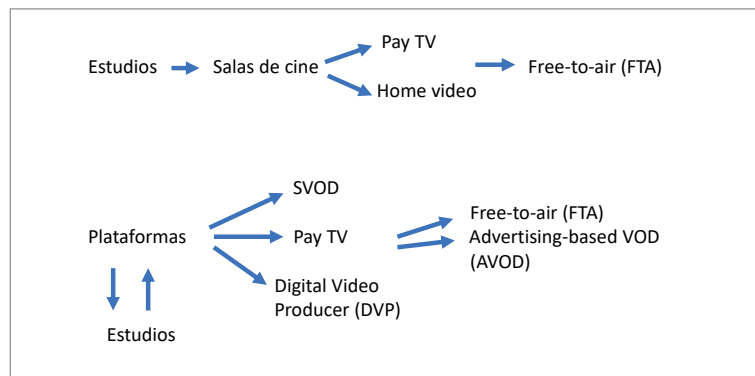 Pay TV
Estudios
Salas de cine
Free-to-air (FTA)
Home video
SVOD
Free-to-air (FTA)
Plataformas
Pay TV
Advertising-based VOD
(AVOD)
Digital Video
Producer (DVP)
Estudios